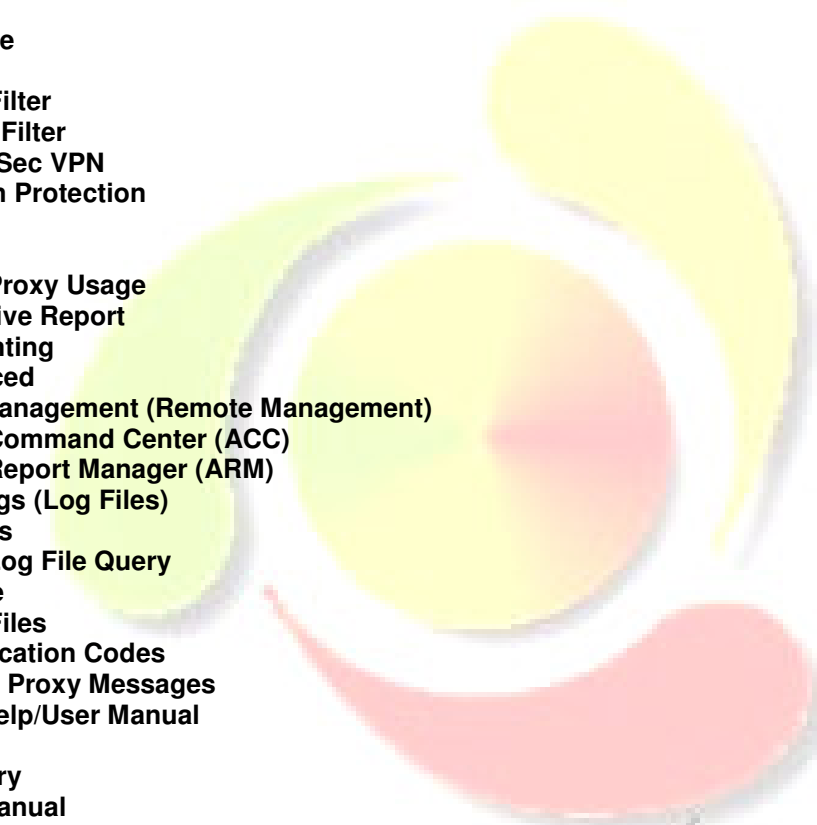 e
Filter
Filter
Sec VPN
n Protection
Proxy Usage
ive Report
nting
ced
anagement (Remote Management)
Command Center (ACC)
Report Manager (ARM)
gs (Log Files)
s
Log File Query
e
Files
cation Codes
Proxy Messages
elp/User Manual
ry
anual